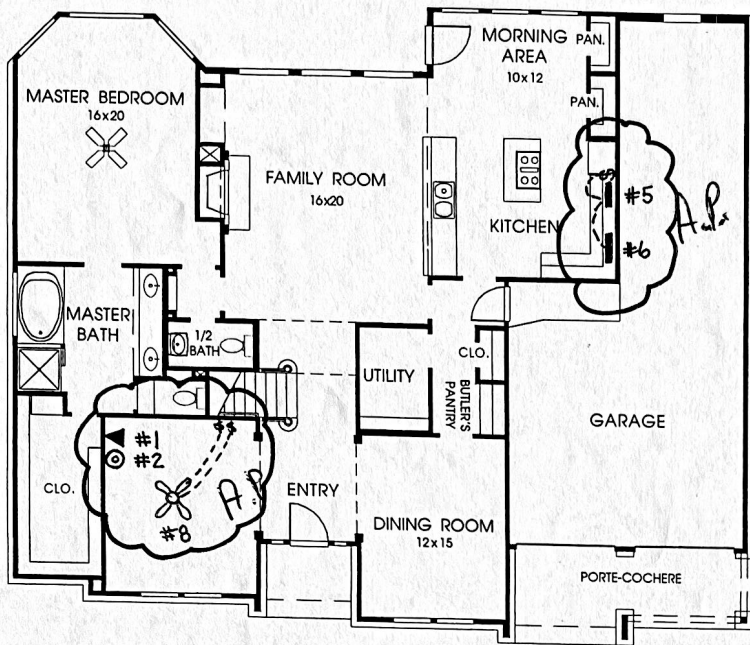 MORNING
AREA
10x12
PAN.
PAN.
MASTER BEDROOM
16x20
FAMILY ROOM
16x20
KITCHEN
#5
#6
MASTER
BATH
1/2
BATH
UTILITY
CLO.
BUTLER'S
PANTRY
GARAGE
#1
#2
CLO.
#8
ENTRY
DINING ROOM
12x15
PORTE-COCHERE
$$